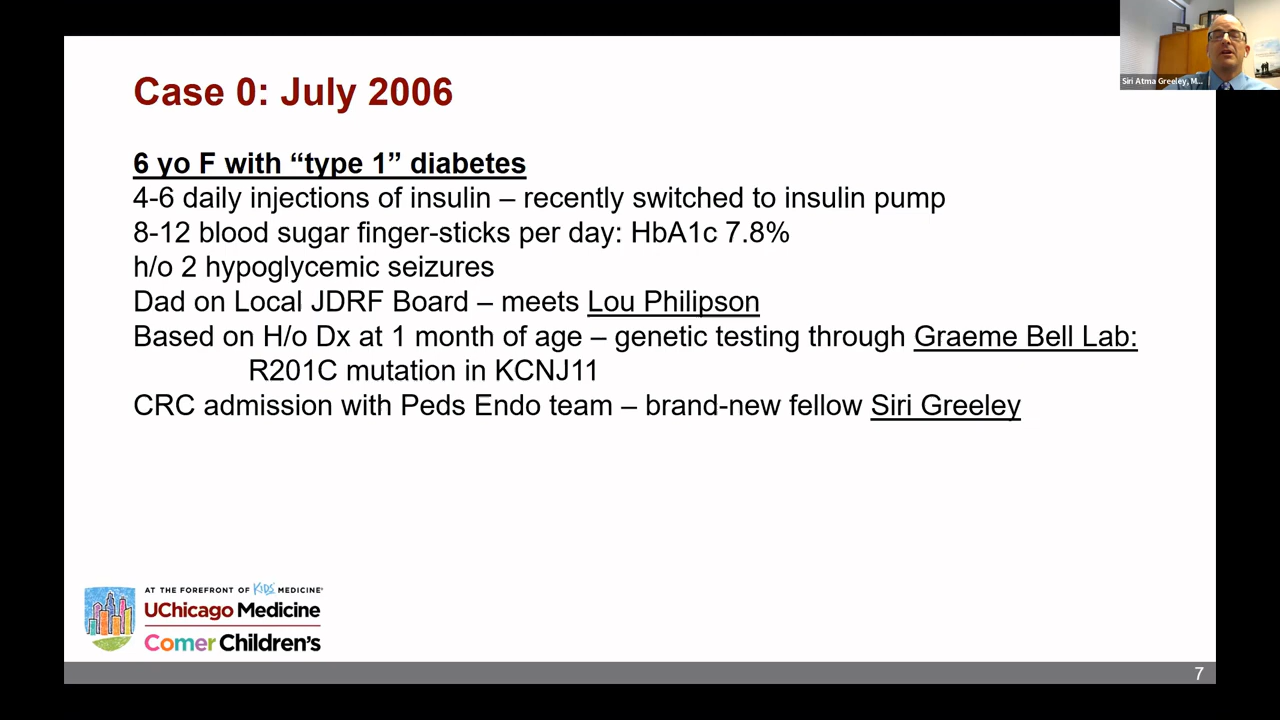 Case 0: July 2006
Siri Atma Greeley, M...
6 yo F with “type 1” diabetes
4-6 daily injections of insulin – recently switched to insulin pump
8-12 blood sugar finger-sticks per day: HbA1c 7.8%
h/o 2 hypoglycemic seizures
Dad on Local JDRF Board – meets Lou Philipson
Based on H/o Dx at 1 month of age – genetic testing through Graeme Bell Lab:
R201C mutation in KCNJ11
CRC admission with Peds Endo team – brand-new fellow Siri Greeley
AT THE FOREFRONT OF KIDS MEDICINE®
UChicago Medicine
Comer Children's
7